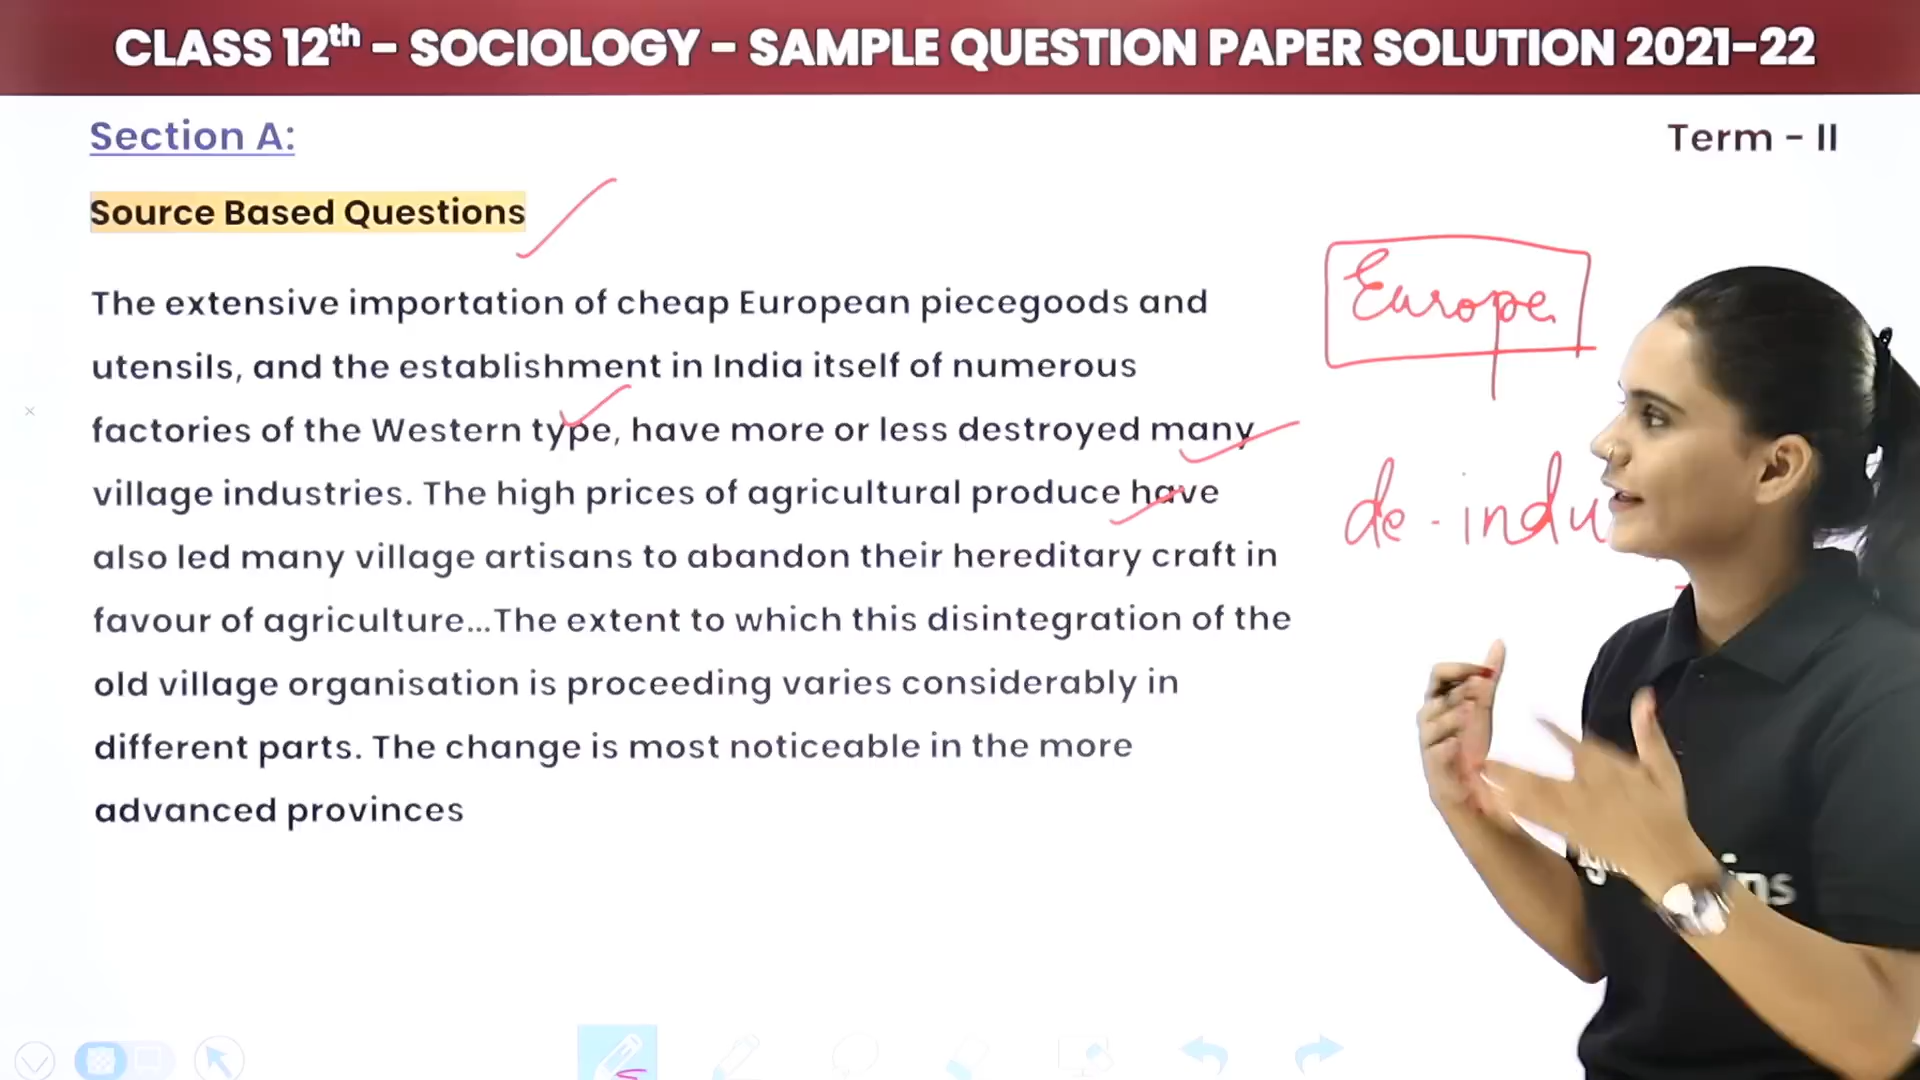 CLASS 12th – SOCIOLOGY – SAMPLE QUESTION PAPER SOLUTION 2021-22
Section A:
Term - II
Source Based Questions
The extensive importation of cheap European piecegoods and
utensils, and the establishment in India itself of numerous
factories of the Western type, have more or less destroyed many
village industries. The high prices of agricultural produce have
also led many village artisans to abandon their hereditary craft in
favour of agriculture...The extent to which this disintegration of the
old village organisation is proceeding varies considerably in
different parts. The change is most noticeable in the more
advanced provinces
Europe
de-indu